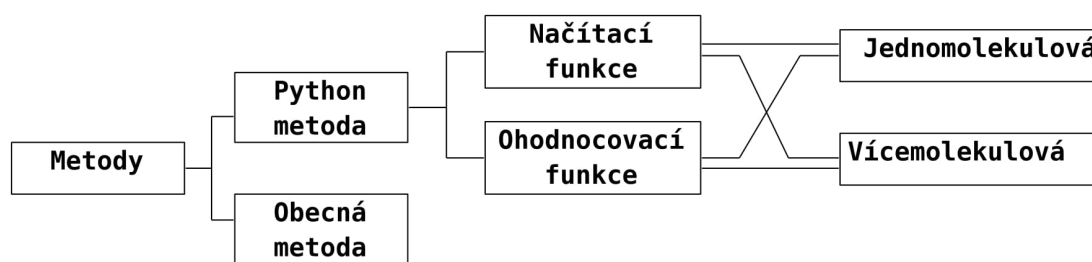 Metody
Python
metoda
Obecná
metoda
Načítací
funkce
Ohodnocovací
funkce
Jednomolekulová
Vícemolekulová